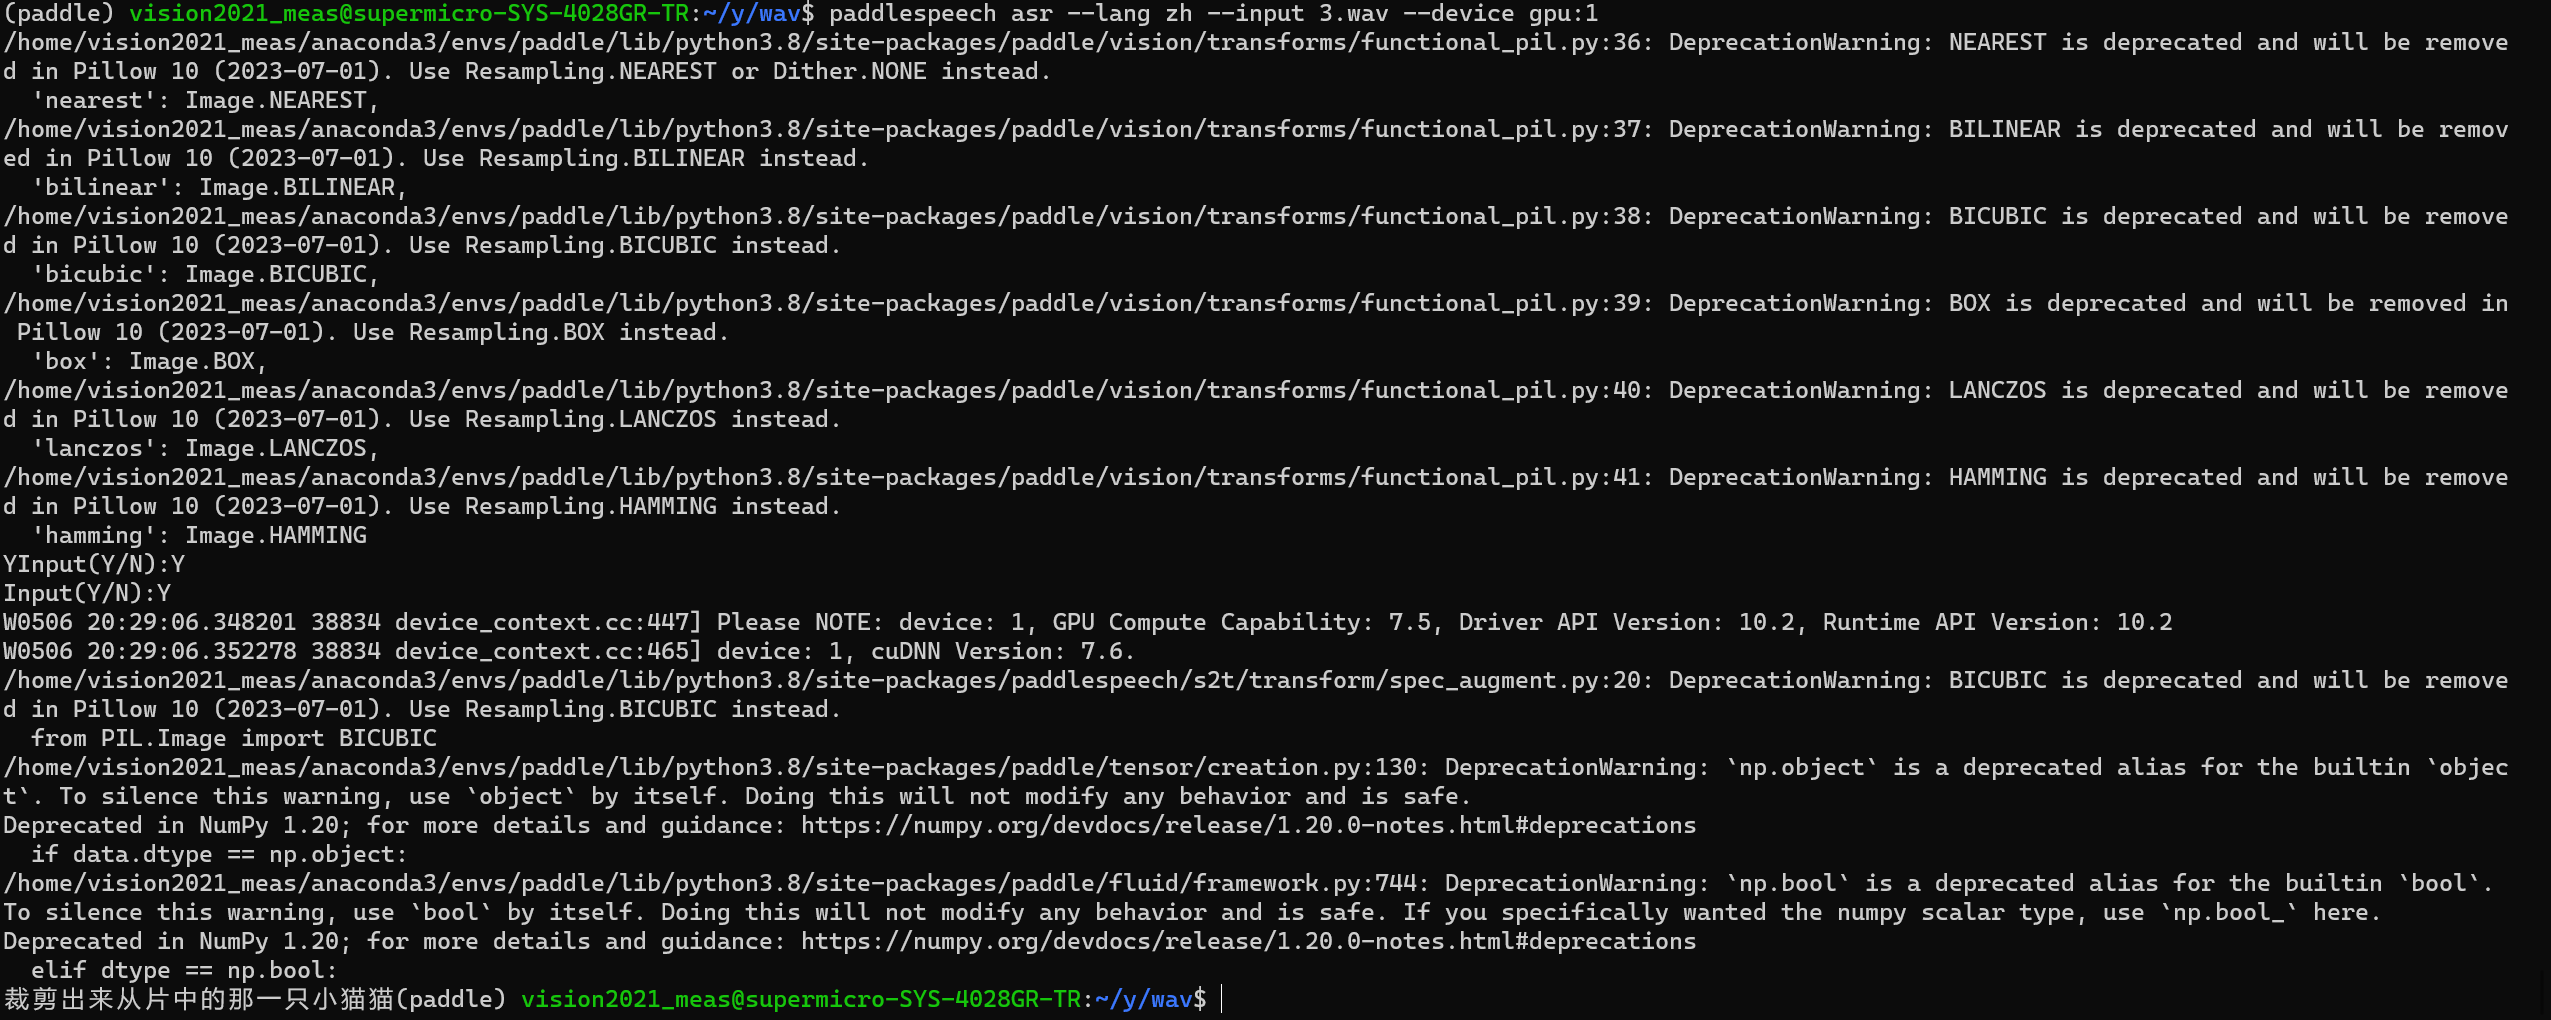 (paddle) vision2021_meas@supermicro-SYS-4028GR-TR:~/y/wav$ paddlespeech asr --lang zh --input 3.wav --device gpu:1
/home/vision2021_meas/anaconda3/envs/paddle/lib/python3.8/site-packages/paddle/vision/transforms/functional_pil.py:36: DeprecationWarning: NEAREST is deprecated and will be remove
d in Pillow 10 (2023-07-01). Use Resampling.NEAREST or Dither.NONE instead.
  'nearest': Image.NEAREST,
/home/vision2021_meas/anaconda3/envs/paddle/lib/python3.8/site-packages/paddle/vision/transforms/functional_pil.py:37: DeprecationWarning: BILINEAR is deprecated and will be remov
ed in Pillow 10 (2023-07-01). Use Resampling.BILINEAR instead.
  'bilinear': Image.BILINEAR,
/home/vision2021_meas/anaconda3/envs/paddle/lib/python3.8/site-packages/paddle/vision/transforms/functional_pil.py:38: DeprecationWarning: BICUBIC is deprecated and will be remove
d in Pillow 10 (2023-07-01). Use Resampling.BICUBIC instead.
  'bicubic': Image.BICUBIC,
/home/vision2021_meas/anaconda3/envs/paddle/lib/python3.8/site-packages/paddle/vision/transforms/functional_pil.py:39: DeprecationWarning: BOX is deprecated and will be removed in
 Pillow 10 (2023-07-01). Use Resampling.BOX instead.
  'box': Image.BOX,
/home/vision2021_meas/anaconda3/envs/paddle/lib/python3.8/site-packages/paddle/vision/transforms/functional_pil.py:40: DeprecationWarning: LANCZOS is deprecated and will be remove
d in Pillow 10 (2023-07-01). Use Resampling.LANCZOS instead.
  'lanczos': Image.LANCZOS,
/home/vision2021_meas/anaconda3/envs/paddle/lib/python3.8/site-packages/paddle/vision/transforms/functional_pil.py:41: DeprecationWarning: HAMMING is deprecated and will be remove
d in Pillow 10 (2023-07-01). Use Resampling.HAMMING instead.
  'hamming': Image.HAMMING
YInput(Y/N):Y
Input(Y/N):Y
W0506 20:29:06.348201 38834 device_context.cc:447] Please NOTE: device: 1, GPU Compute Capability: 7.5, Driver API Version: 10.2, Runtime API Version: 10.2
W0506 20:29:06.352278 38834 device_context.cc:465] device: 1, cuDNN Version: 7.6.
/home/vision2021_meas/anaconda3/envs/paddle/lib/python3.8/site-packages/paddlespeech/s2t/transform/spec_augment.py:20: DeprecationWarning: BICUBIC is deprecated and will be remove
d in Pillow 10 (2023-07-01). Use Resampling.BICUBIC instead.
  from PIL.Image import BICUBIC
/home/vision2021_meas/anaconda3/envs/paddle/lib/python3.8/site-packages/paddle/tensor/creation.py:130: DeprecationWarning: `np.object` is a deprecated alias for the builtin `objec
t`. To silence this warning, use `object` by itself. Doing this will not modify any behavior and is safe.
Deprecated in NumPy 1.20; for more details and guidance: https://numpy.org/devdocs/release/1.20.0-notes.html#deprecations
  if data.dtype == np.object:
/home/vision2021_meas/anaconda3/envs/paddle/lib/python3.8/site-packages/paddle/fluid/framework.py:744: DeprecationWarning: `np.bool` is a deprecated alias for the builtin `bool`.
To silence this warning, use `bool` by itself. Doing this will not modify any behavior and is safe. If you specifically wanted the numpy scalar type, use `np.bool_` here.
Deprecated in NumPy 1.20; for more details and guidance: https://numpy.org/devdocs/release/1.20.0-notes.html#deprecations
  elif dtype == np.bool:
裁剪出来从片中的那一只小猫猫(paddle) vision2021_meas@supermicro-SYS-4028GR-TR:~/y/wav$